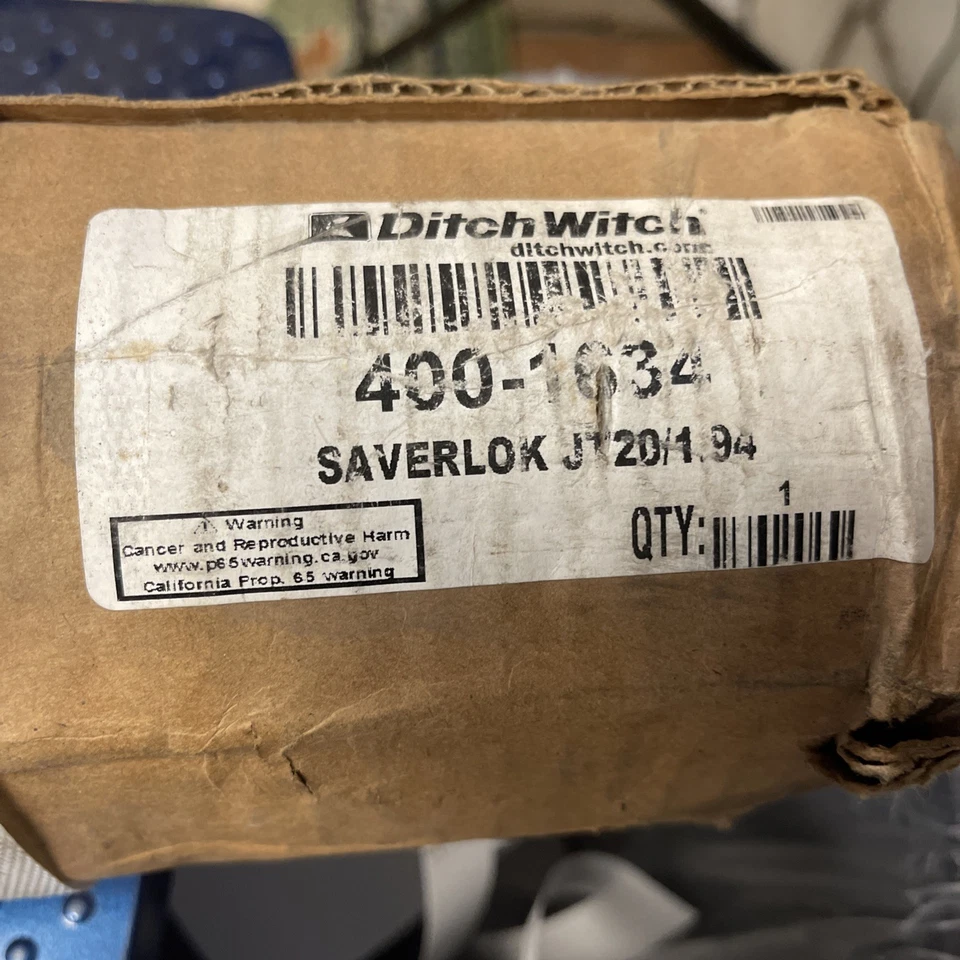 Ditch Witch
ditchwitch.com
400-1634
SAVERLOK JT20/1.94
⚠ Warning
Cancer and Reproductive Harm
www.p65warning.ca.gov
California Prop. 65 warning
QTY: 1